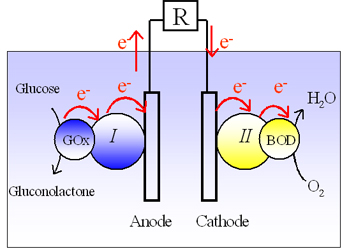 R
e- e-
Glucose e- e- e- e- H2O
GOx I II BOD
Gluconolactone O2
Anode Cathode